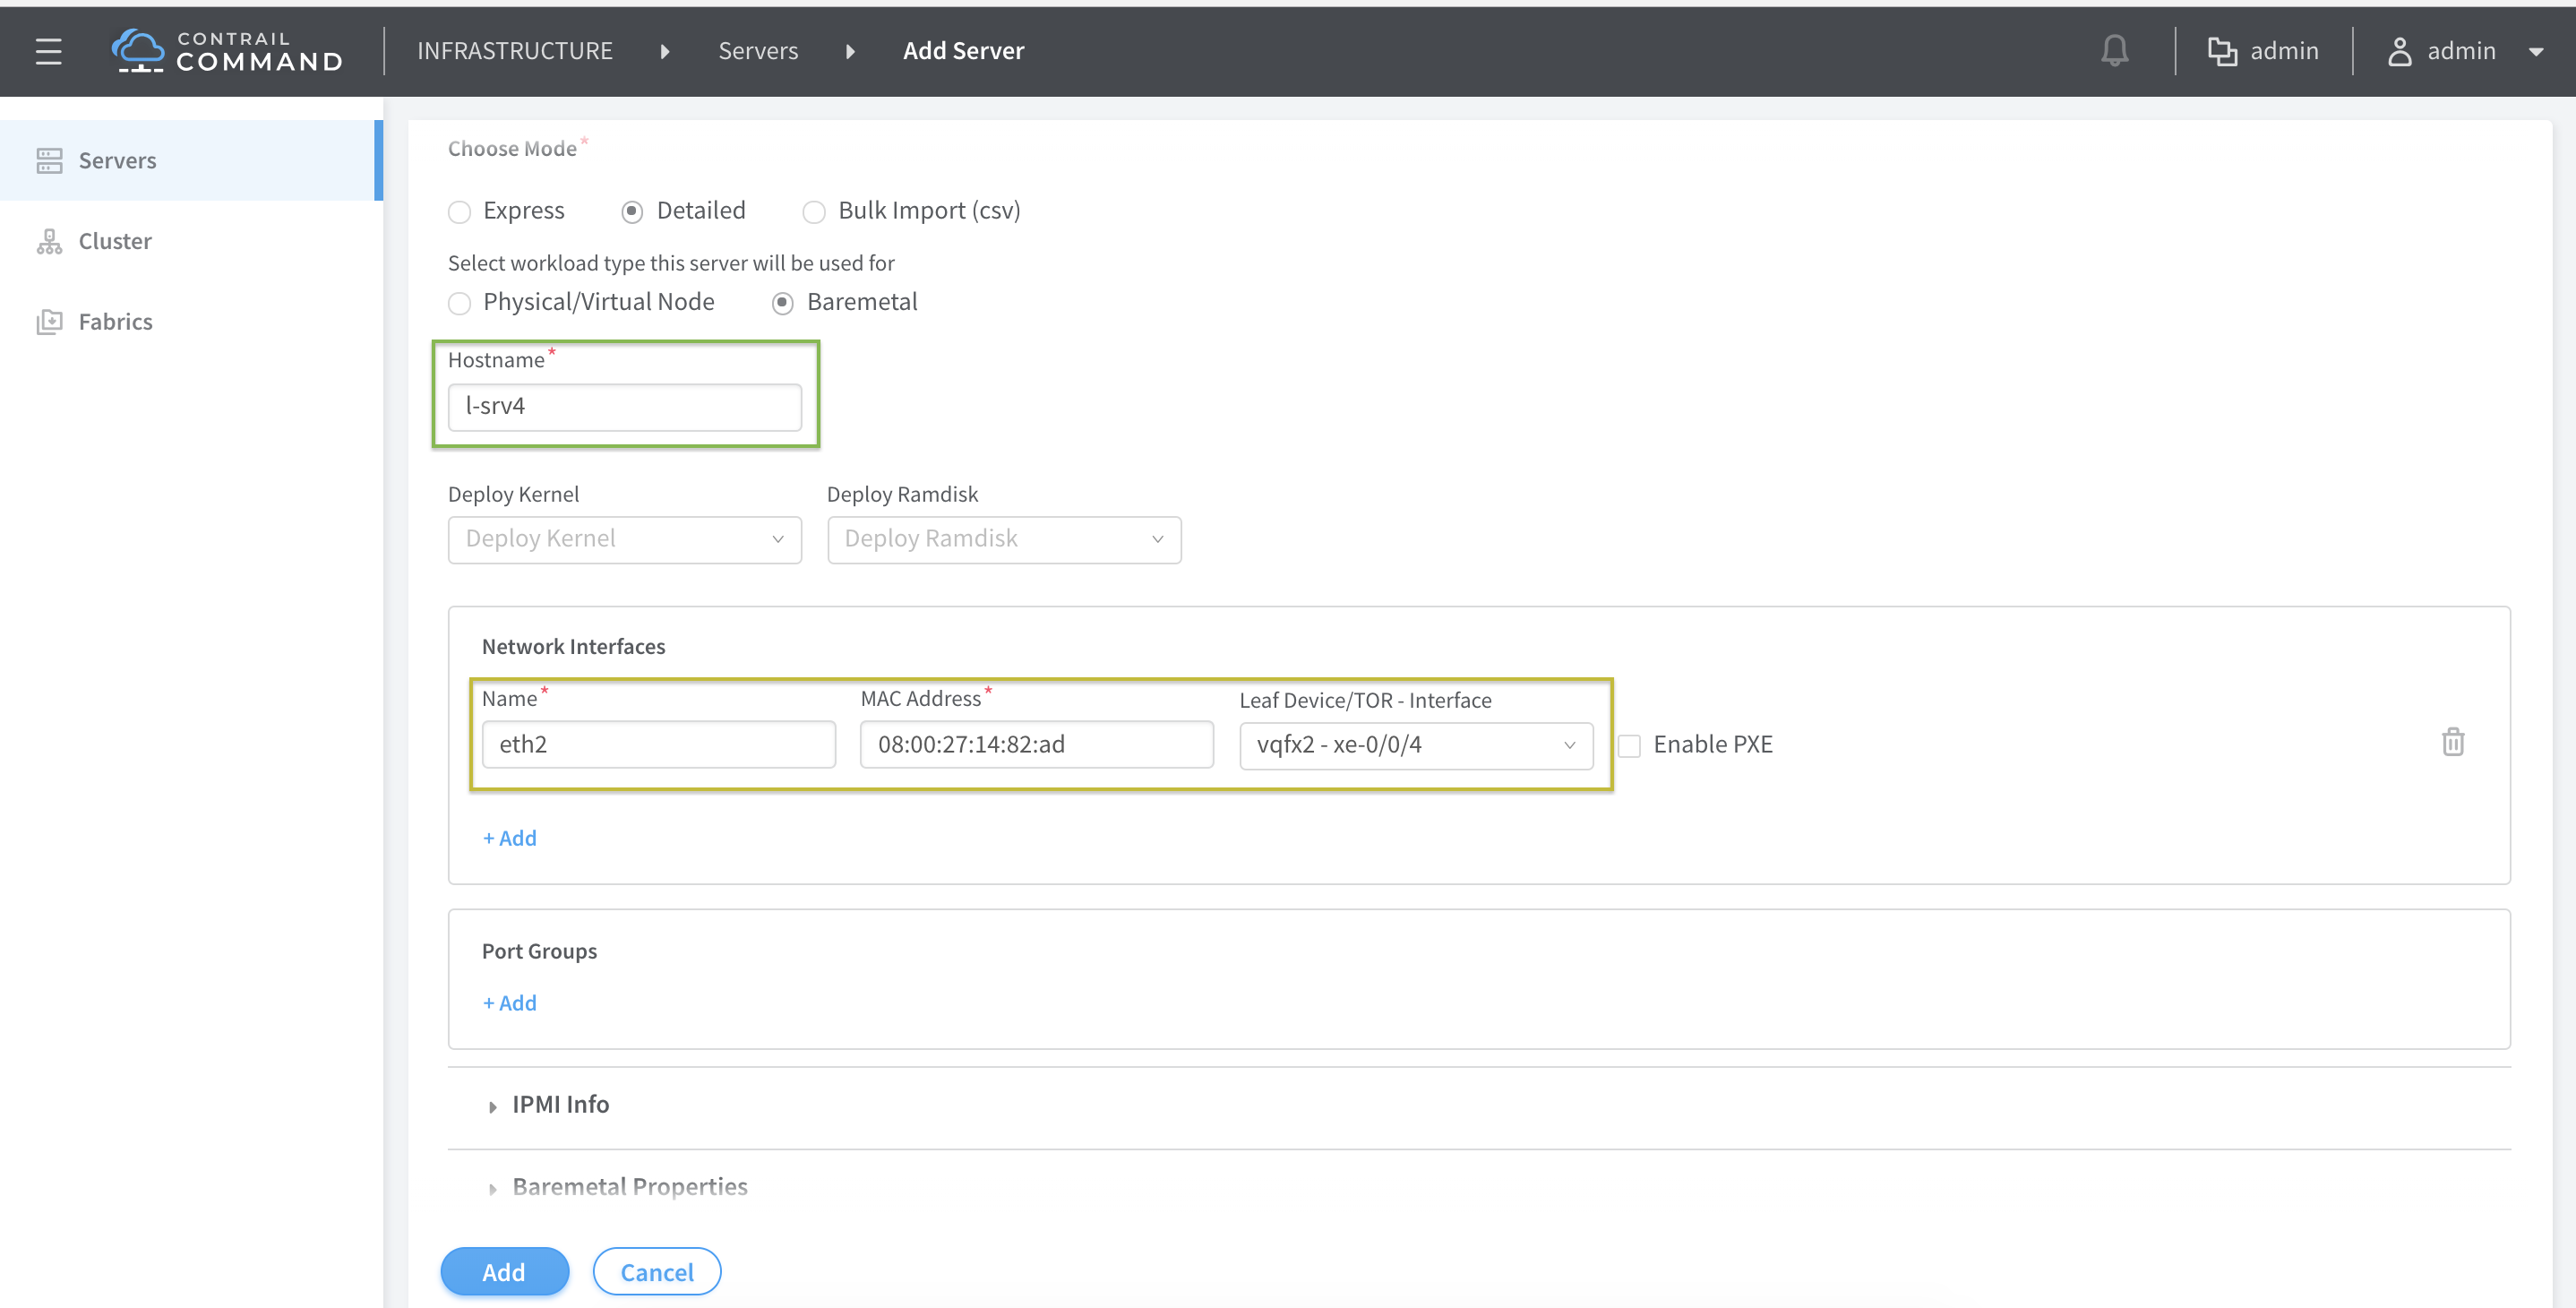 CONTRAIL
COMMAND
INFRASTRUCTURE Servers Add Server
admin admin
Servers
Cluster
Fabrics
Choose Mode*
Express Detailed Bulk Import (csv)
Select workload type this server will be used for
Physical/Virtual Node Baremetal
Hostname*
l-srv4
Deploy Kernel Deploy Ramdisk
Deploy Kernel Deploy Ramdisk
Network Interfaces
Name* MAC Address* Leaf Device/TOR - Interface
eth2 08:00:27:14:82:ad vqfx2 - xe-0/0/4 Enable PXE
+ Add
Port Groups
+ Add
IPMI Info
Baremetal Properties
Add Cancel